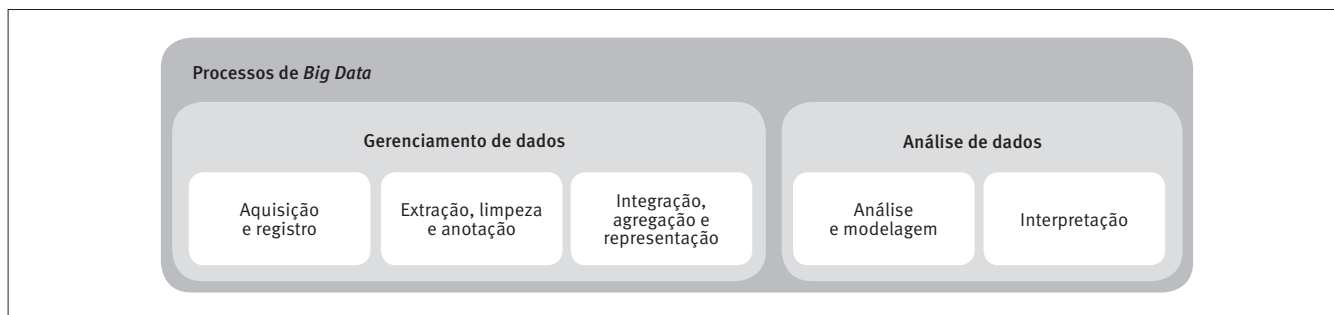 Processos de Big Data
Gerenciamento de dados
Aquisição
e registro
Extração, limpeza
e anotação
Integração,
agregação e
representação
Análise de dados
Análise
e modelagem
Interpretação